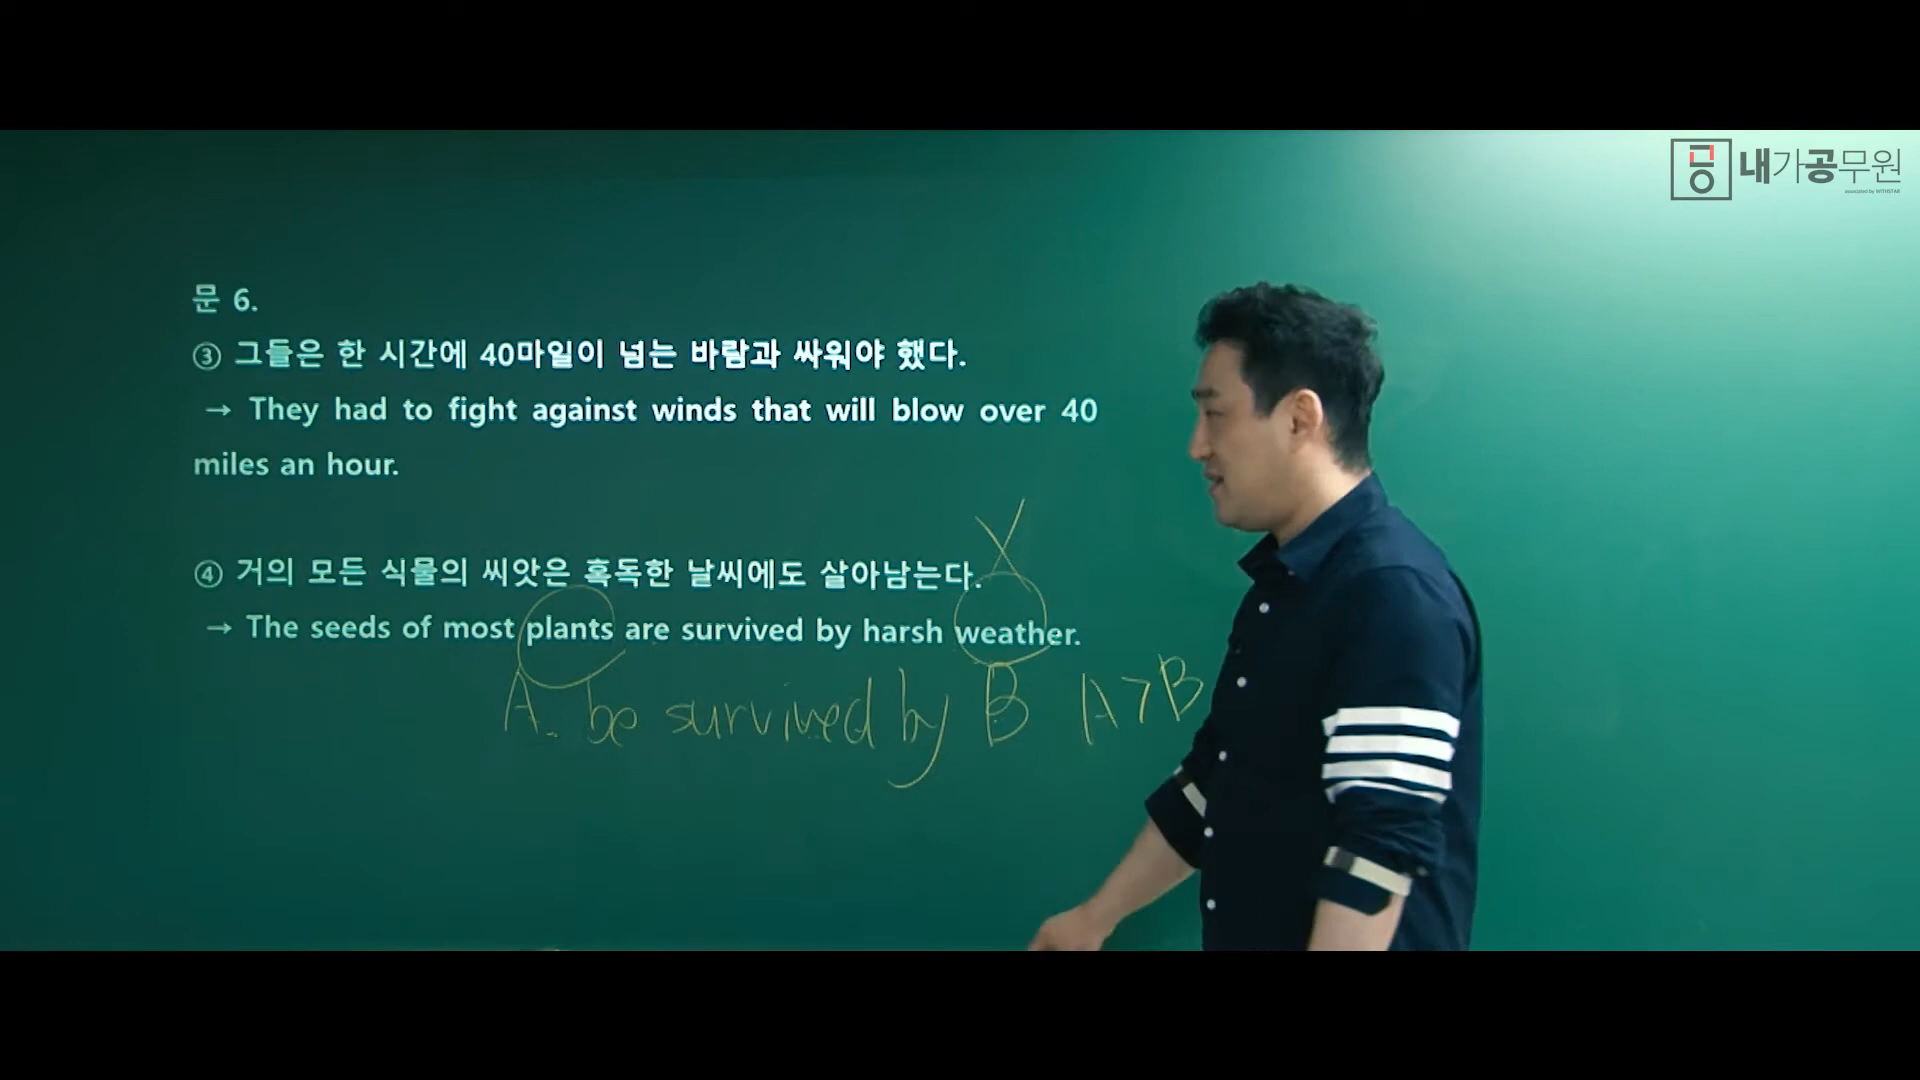 내가공무원
associated by WITHSTAR
문 6.
③ 그들은 한 시간에 40마일이 넘는 바람과 싸워야 했다.
→ They had to fight against winds that will blow over 40
miles an hour.
X
④ 거의 모든 식물의 씨앗은 혹독한 날씨에도 살아남는다.
→ The seeds of most plants are survived by harsh weather.
A be survived by B A>B